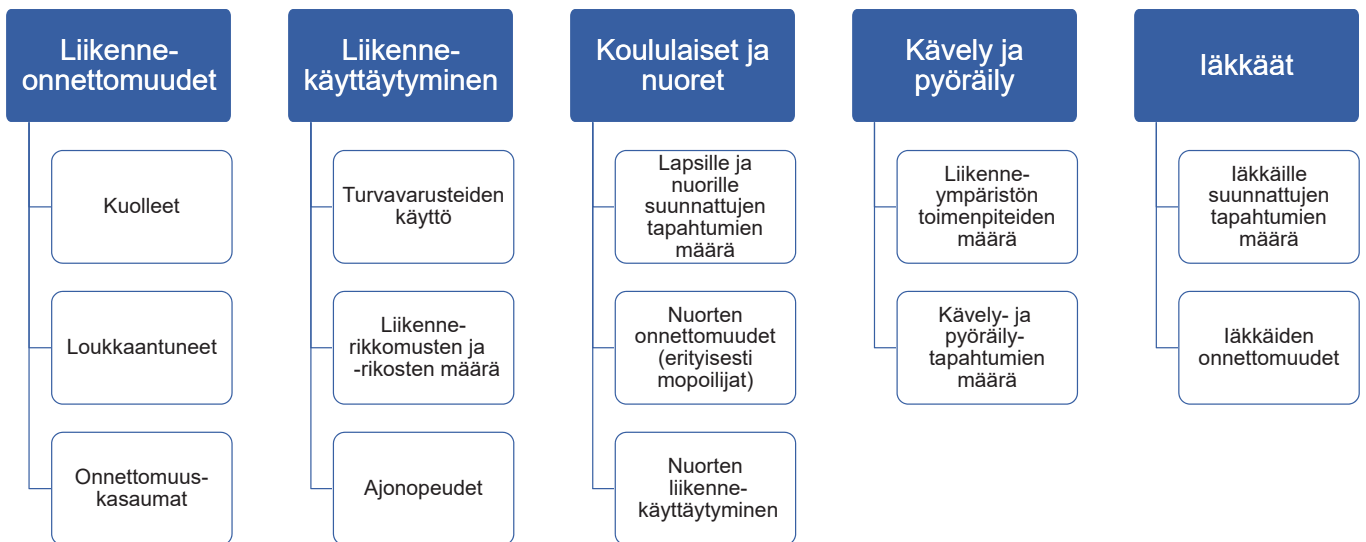 Liikenne-
onnettomuudet
Kuolleet
Loukkaantuneet
Onnettomuus-
kasaumat
Liikenne-
käyttäytyminen
Turvavarusteiden
käyttö
Liikenne-
rikkomusten ja
-rikosten määrä
Ajonopeudet
Koululaiset ja
nuoret
Lapsille ja
nuorille
suunnattujen
tapahtumien
määrä
Nuorten
onnettomuudet
(erityisesti
mopoilijat)
Nuorten
liikenne-
käyttäytyminen
Kävely ja
pyöräily
Liikenne-
ympäristön
toimenpiteiden
määrä
Kävely- ja
pyöräily-
tapahtumien
määrä
Iäkkäät
Iäkkäille
suunnattujen
tapahtumien
määrä
Iäkkäiden
onnettomuudet